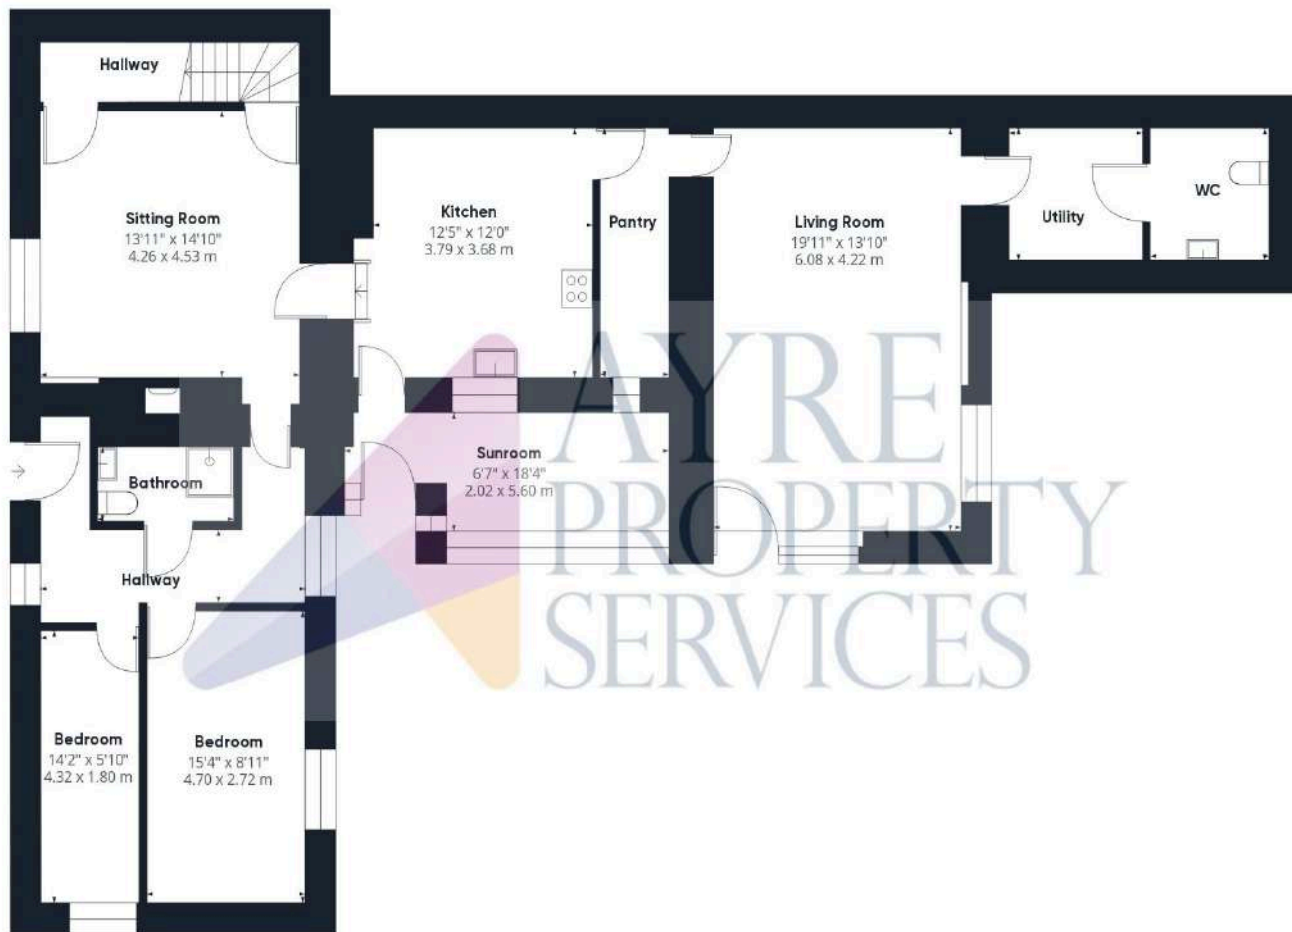 Hallway
Sitting Room
13'11" x 14'10"
4.26 x 4.53 m
Kitchen
12'5" x 12'0"
3.79 x 3.68 m
Pantry
Living Room
19'11" x 13'10"
6.08 x 4.22 m
Utility
WC
Bathroom
Sunroom
6'7" x 18'4"
2.02 x 5.60 m
Hallway
Bedroom
14'2" x 5'10"
4.32 x 1.80 m
Bedroom
15'4" x 8'11"
4.70 x 2.72 m
AYRE
PROPERTY
SERVICES